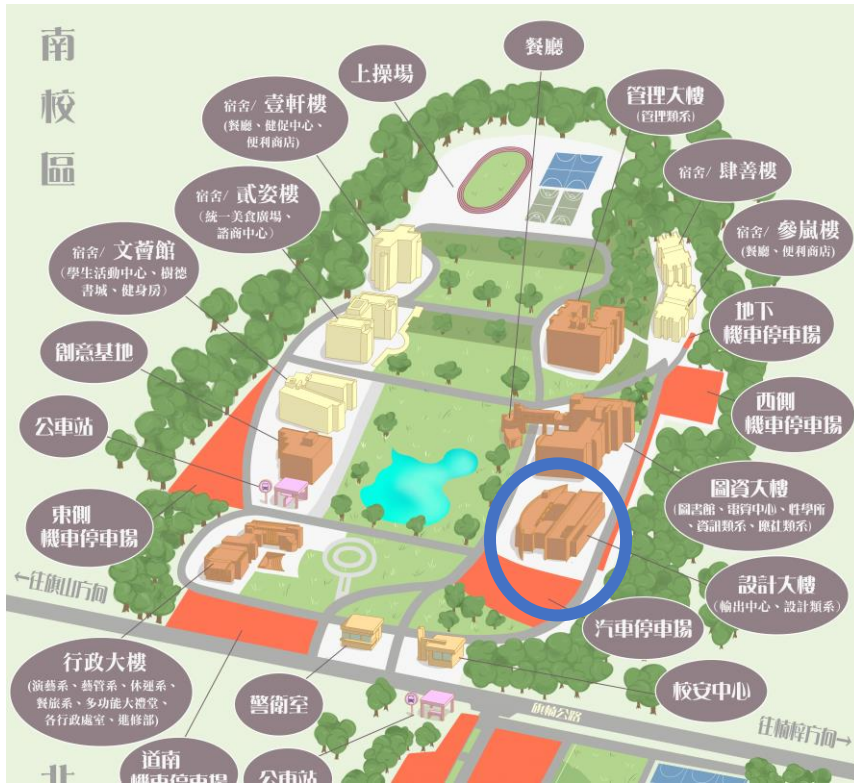 南校區
餐廳
上操場
宿舍/ 壹軒樓
(餐廳、健促中心、
便利商店)
管理大樓
(管理類系)
宿舍/ 貳姿樓
(統一美食廣場、
諮商中心)
宿舍/ 肆善樓
宿舍/ 文薈館
(學生活動中心、樹德
書城、健身房)
宿舍/ 參嵐樓
(餐廳、便利商店)
地下
機車停車場
創意基地
西側
機車停車場
公車站
圖資大樓
(圖書館、電資中心、性學所
、資訊類系、應社類系)
東側
機車停車場
設計大樓
(輸出中心、設計類系)
←往旗山方向
汽車停車場
行政大樓
(演藝系、藝管系、休運系、
餐旅系、多功能大禮堂、
各行政處室、進修部)
警衛室
校安中心
旗楠公路
往楠梓方向→
道南
機車停車場
公車站
北